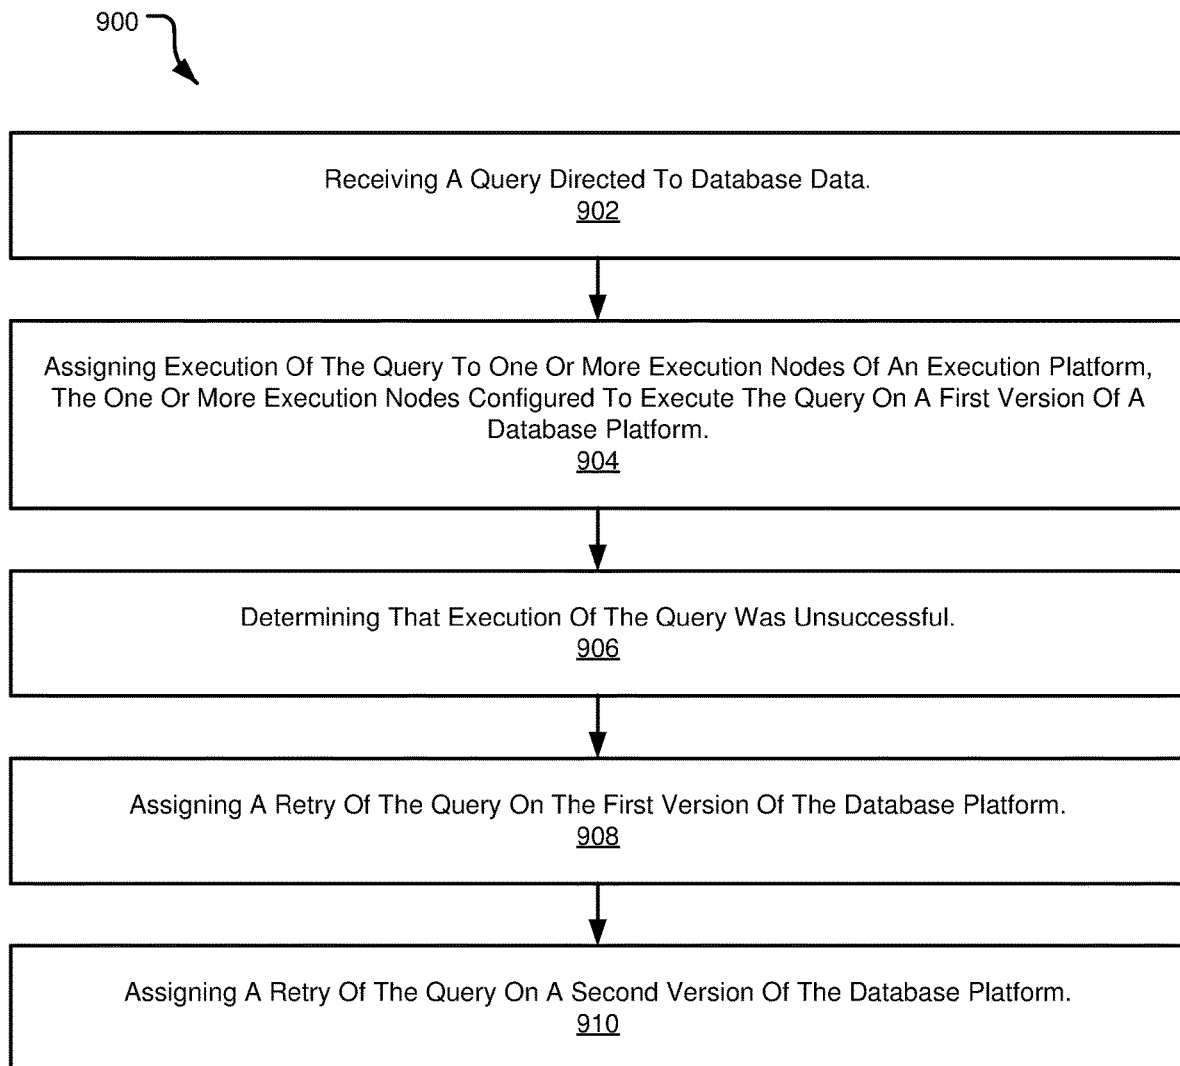 900
Receiving A Query Directed To Database Data.
902
Assigning Execution Of The Query To One Or More Execution Nodes Of An Execution Platform,
The One Or More Execution Nodes Configured To Execute The Query On A First Version Of A
Database Platform.
904
Determining That Execution Of The Query Was Unsuccessful.
906
Assigning A Retry Of The Query On The First Version Of The Database Platform.
908
Assigning A Retry Of The Query On A Second Version Of The Database Platform.
910